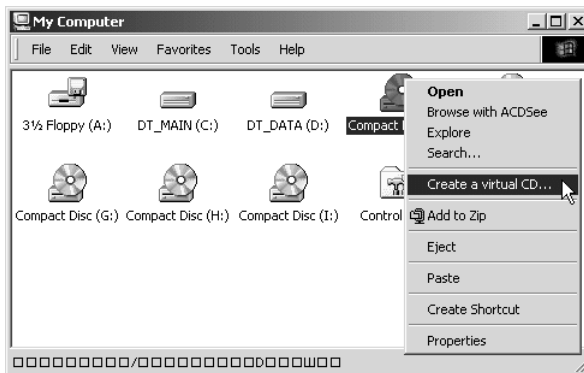 My Computer
File Edit View Favorites Tools Help
3½ Floppy (A:) DT_MAIN (C:) DT_DATA (D:) Compact
Compact Disc (G:) Compact Disc (H:) Compact Disc (I:) Control
Open
Browse with ACDSee
Explore
Search...
Create a virtual CD...
Add to Zip
Eject
Paste
Create Shortcut
Properties